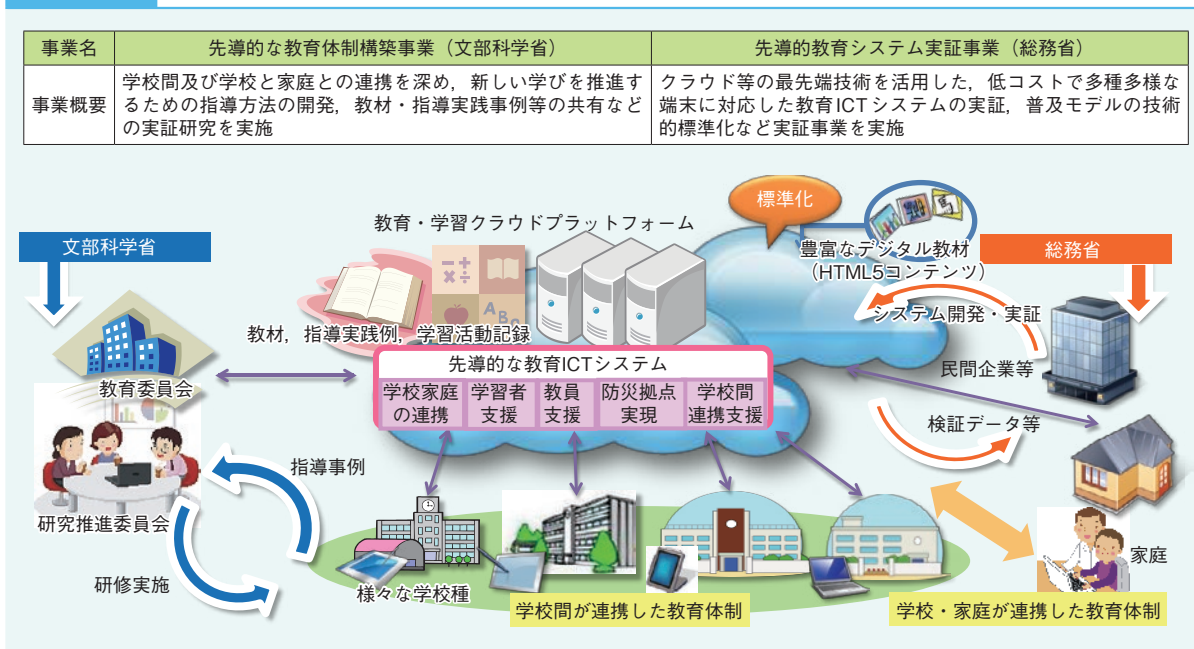 事業名
先導的な教育体制構築事業（文部科学省）
先導的教育システム実証事業（総務省）
事業概要
学校間及び学校と家庭との連携を深め，新しい学びを推進す
るための指導方法の開発，教材・指導実践事例等の共有など
の実証研究を実施
クラウド等の最先端技術を活用した，低コストで多種多様な
端末に対応した教育ICTシステムの実証，普及モデルの技術
的標準化など実証事業を実施
標準化
教育・学習クラウドプラットフォーム
文部科学省
豊富なデジタル教材
（HTML5コンテンツ）
総務省
システム開発・実証
教材，指導実践例，学習活動記録
先導的な教育ICTシステム
民間企業等
教育委員会
学校家庭
の連携
学習者
支援
教員
支援
防災拠点
実現
学校間
連携支援
検証データ等
指導事例
研究推進委員会
家庭
研修実施
様々な学校種
学校間が連携した教育体制
学校・家庭が連携した教育体制